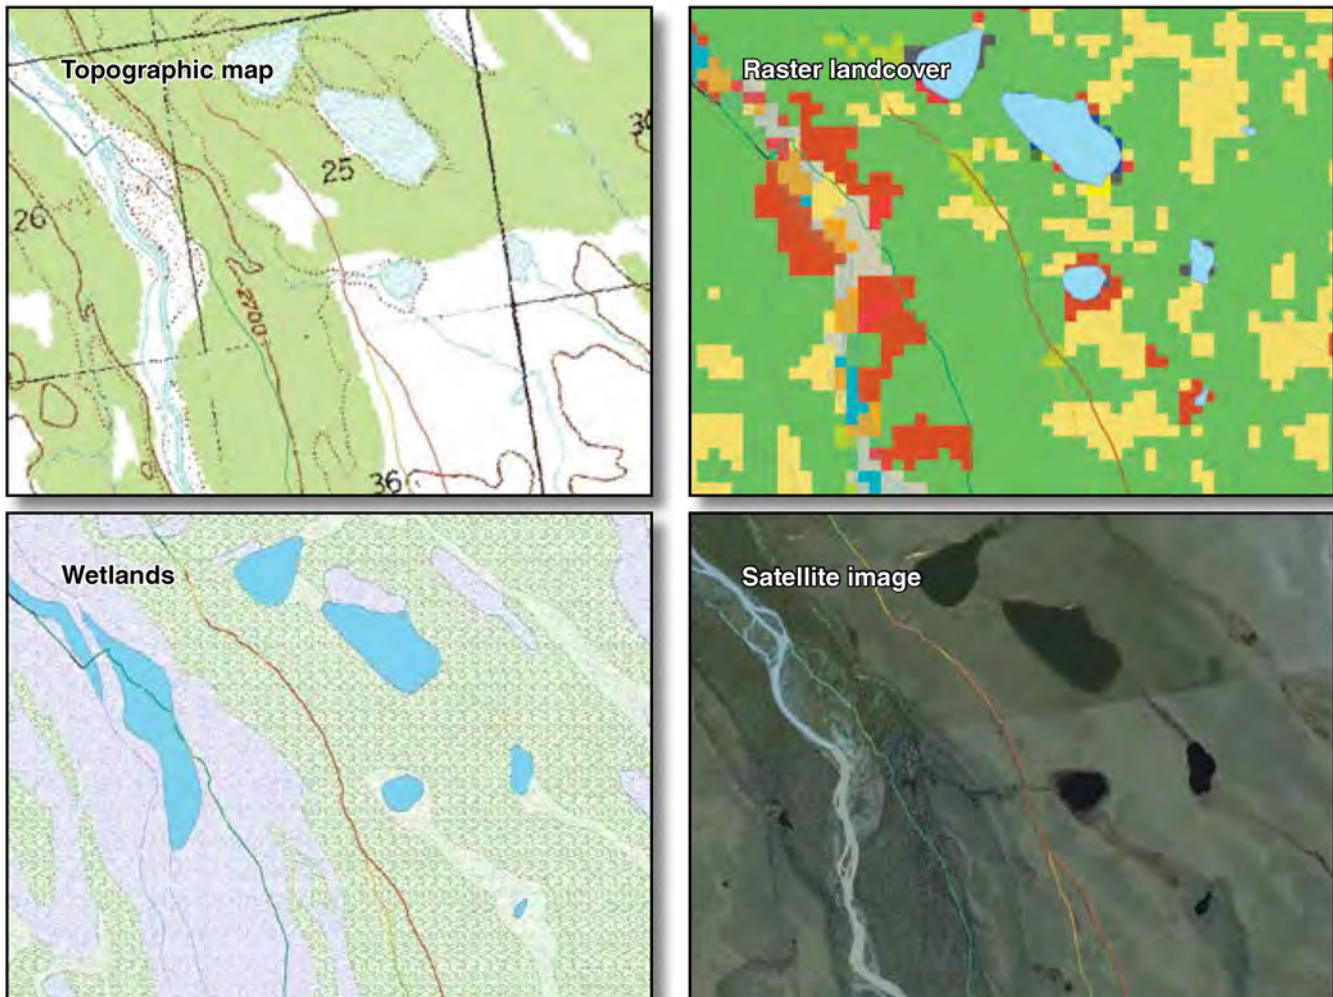 Topographic map
Raster landcover
25
26
2700
36
Wetlands
Satellite image